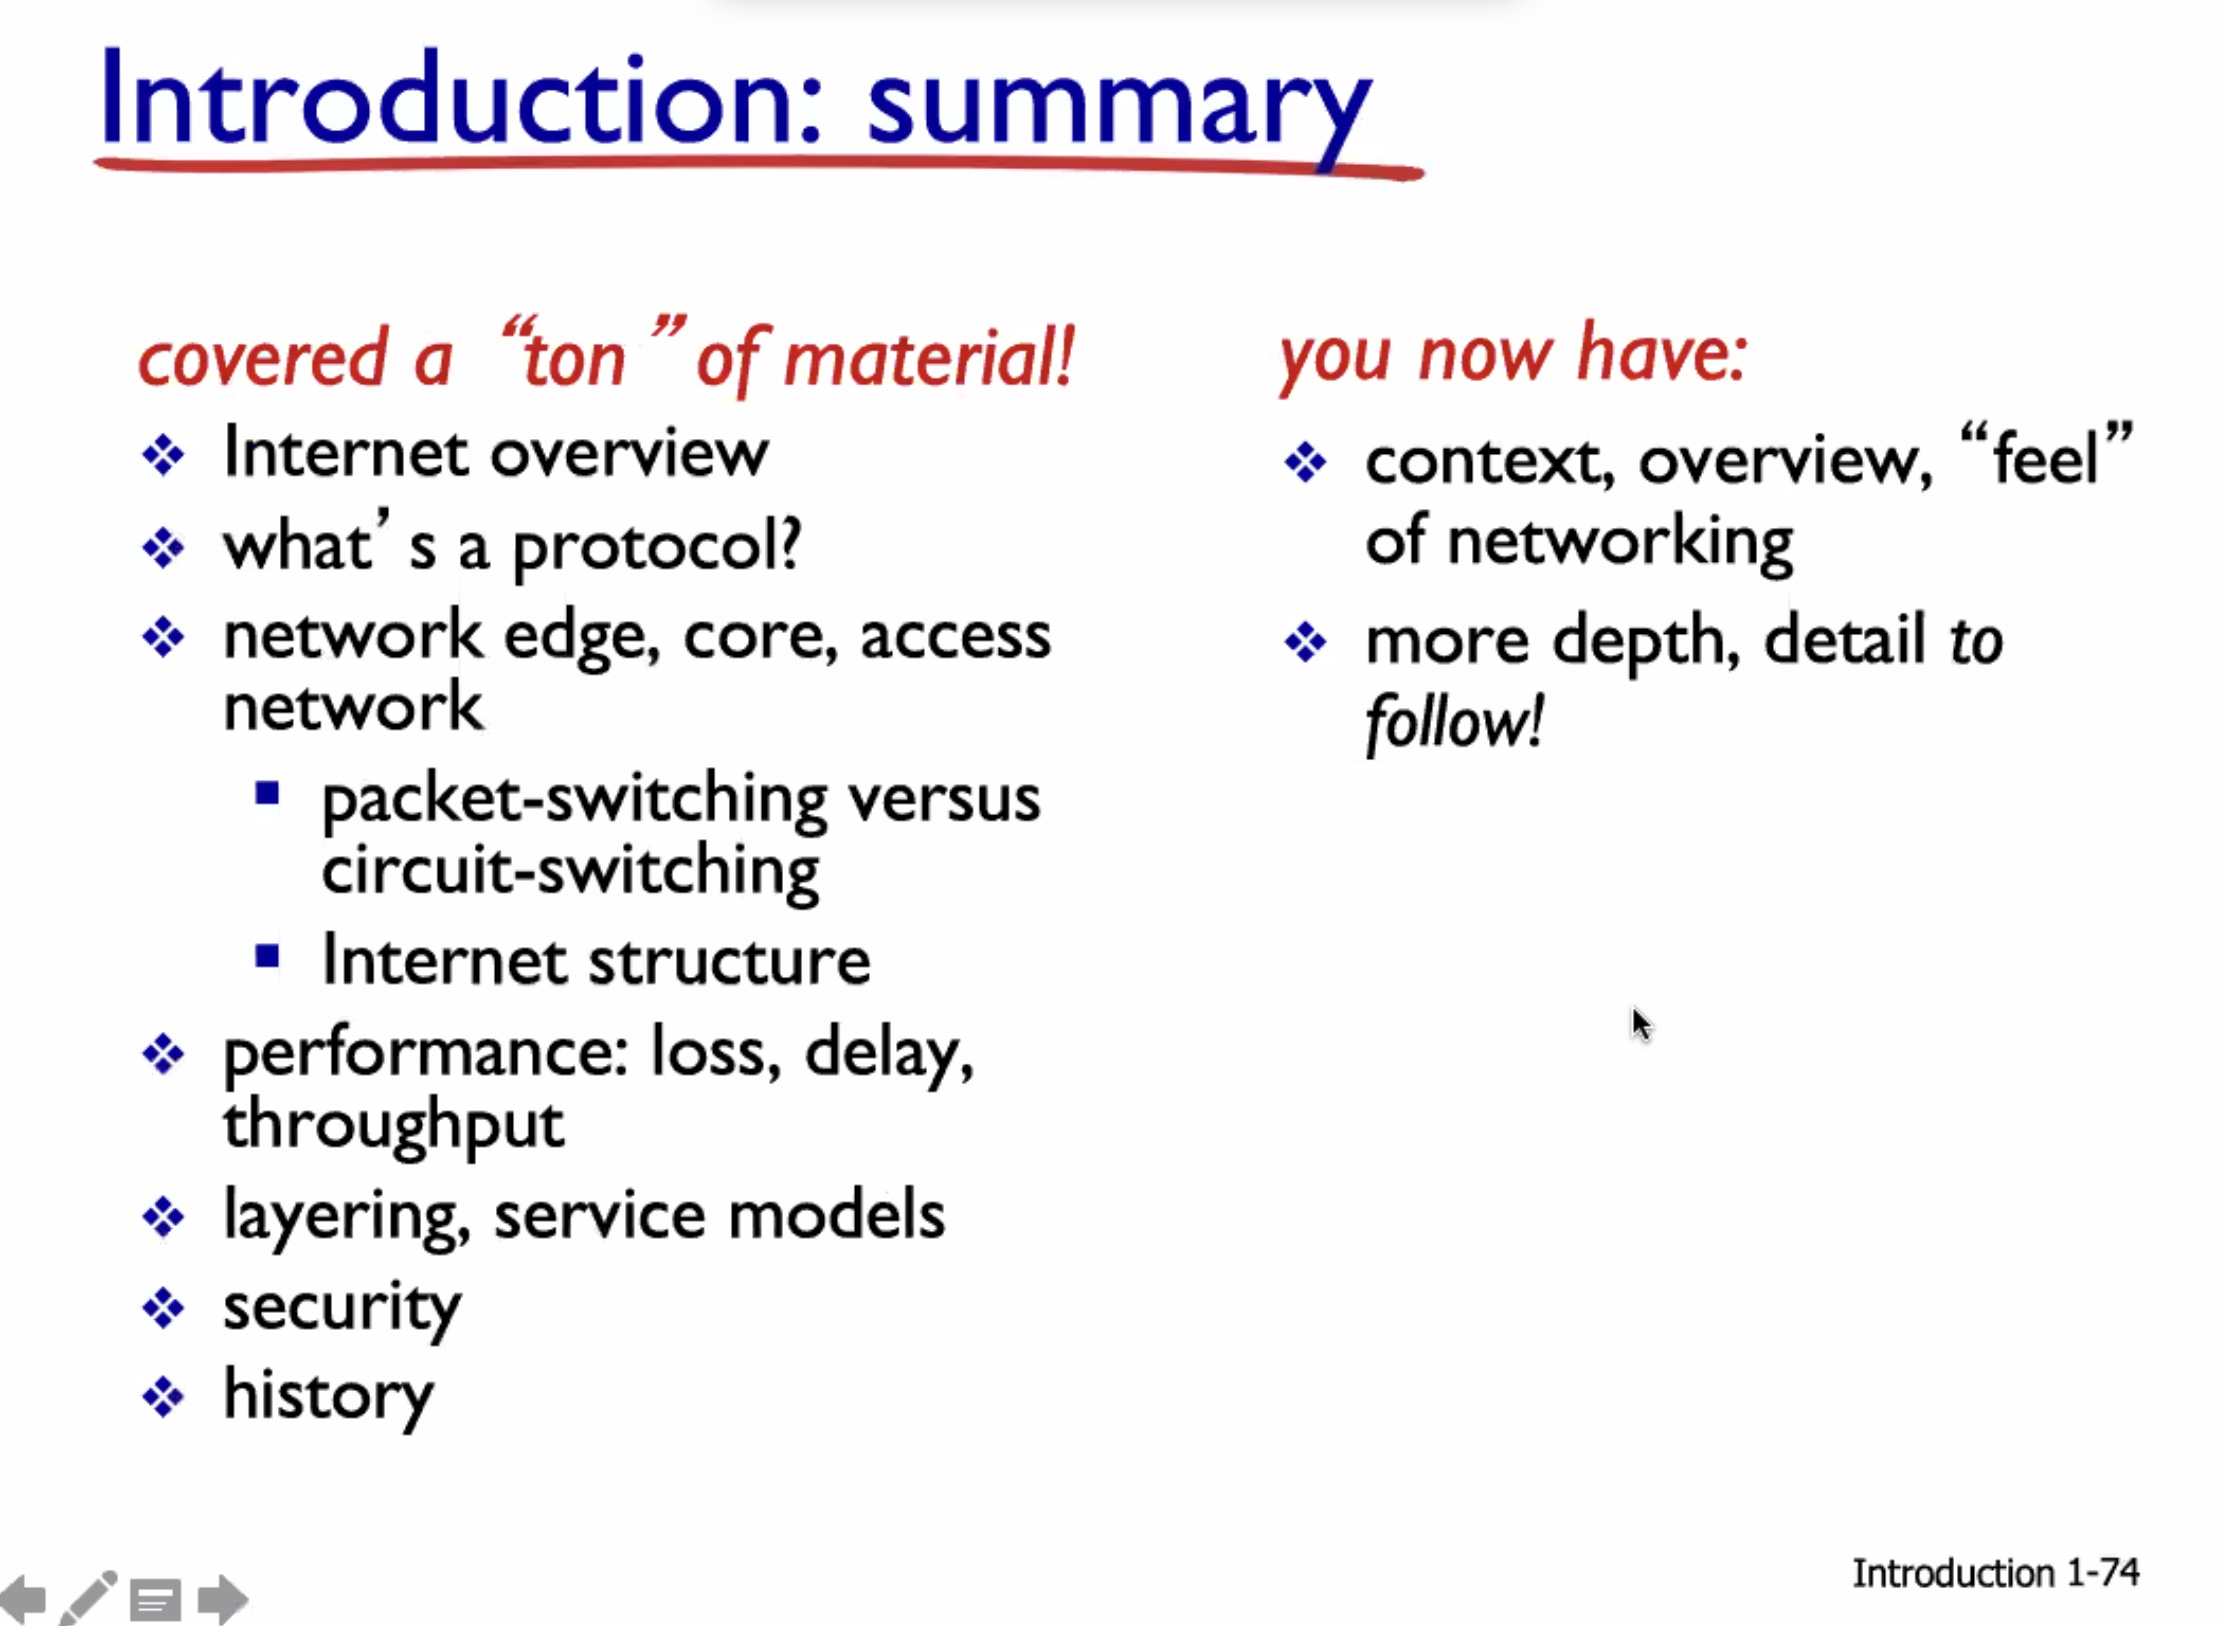 Introduction: summary
covered a “ton” of material!
Internet overview
what’s a protocol?
network edge, core, access
network
packet-switching versus
circuit-switching
Internet structure
performance: loss, delay,
throughput
layering, service models
security
history
you now have:
context, overview, “feel”
of networking
more depth, detail to
follow!
Introduction 1-74